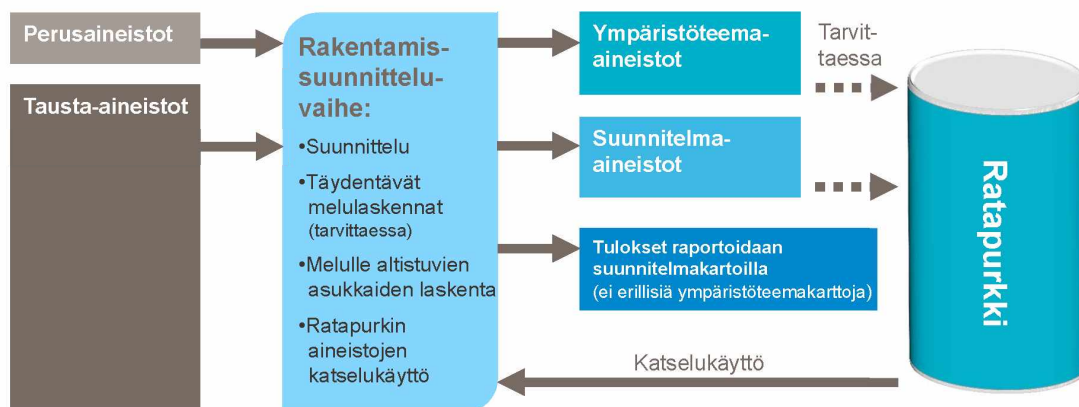 Perusaineistot
Tausta-aineistot
Rakentamis-
suunnittelu-
vaihe:
•Suunnittelu
•Täydentävät
melulaskennat
(tarvittaessa)
•Melulle altistuvien
asukkaiden laskenta
•Ratapurkin
aineistojen
katselukäyttö
Ympäristöteema-
aineistot
Suunnitelma-
aineistot
Tulokset raportoidaan
suunnitelmakartoilla
(ei erillisiä ympäristöteemakarttoja)
Tarvit-
taessa
Katselukäyttö
Ratapurkki